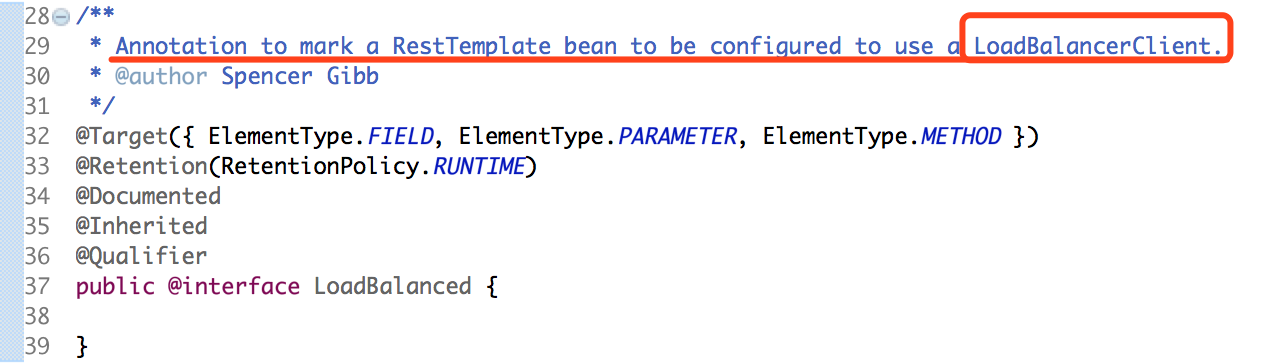 28 /**
29  * Annotation to mark a RestTemplate bean to be configured to use a LoadBalancerClient.
30  * @author Spencer Gibb
31  */
32 @Target({ ElementType.FIELD, ElementType.PARAMETER, ElementType.METHOD })
33 @Retention(RetentionPolicy.RUNTIME)
34 @Documented
35 @Inherited
36 @Qualifier
37 public @interface LoadBalanced {
38
39 }